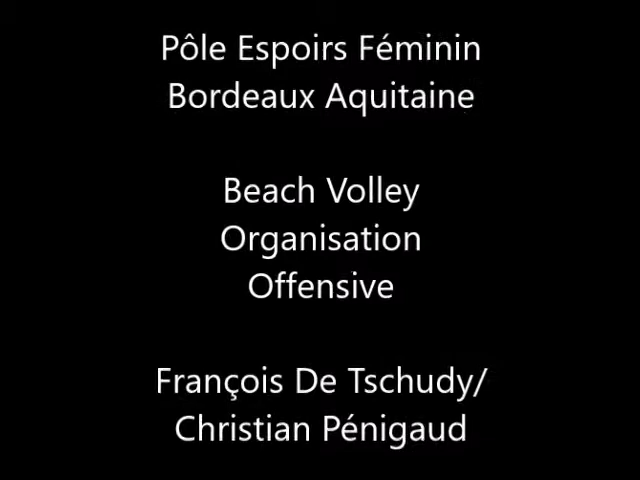 Pôle Espoirs Féminin
Bordeaux Aquitaine
Beach Volley
Organisation
Offensive
François De Tschudy/
Christian Pénigaud